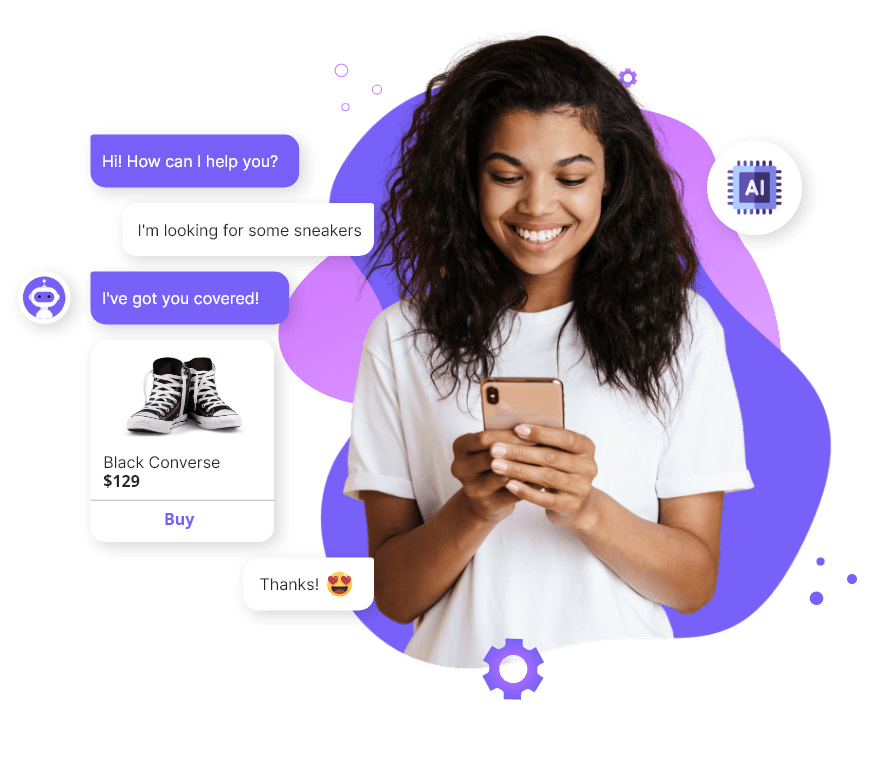 Hi! How can I help you?
I'm looking for some sneakers
I've got you covered!
Black Converse
$129
Buy
Thanks! 😍
AI